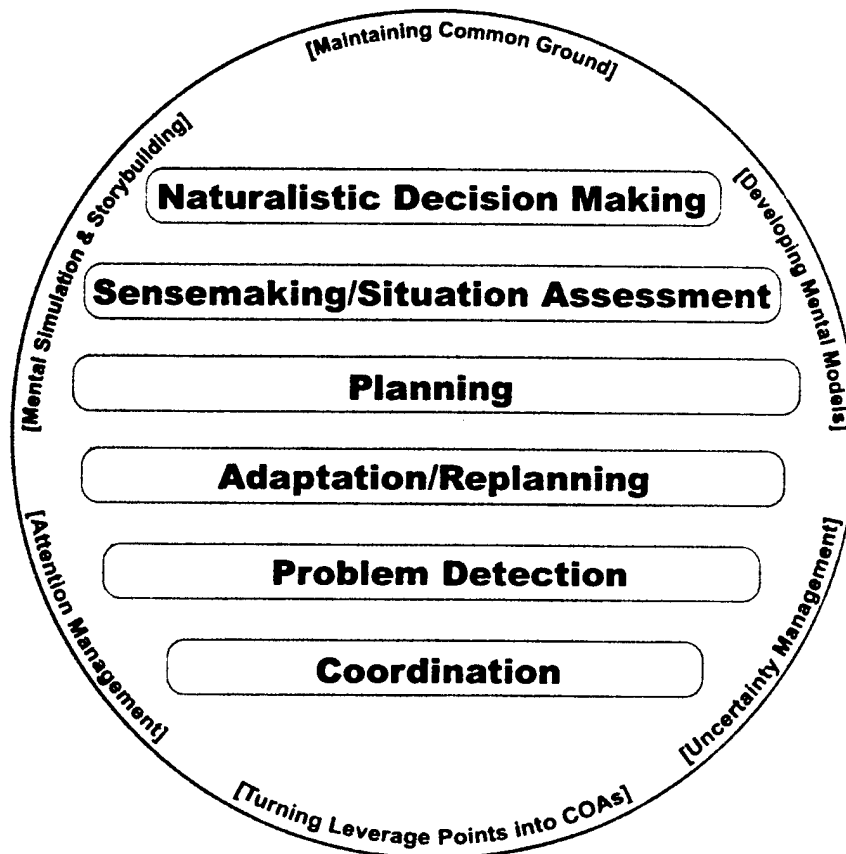 [Maintaining Common Ground]
[Mental Simulation & Storybuilding]
[Developing Mental Models]
Naturalistic Decision Making
Sensemaking/Situation Assessment
Planning
Adaptation/Replanning
Problem Detection
Coordination
[Attention Management]
[Uncertainty Management]
[Turning Leverage Points into COAs]